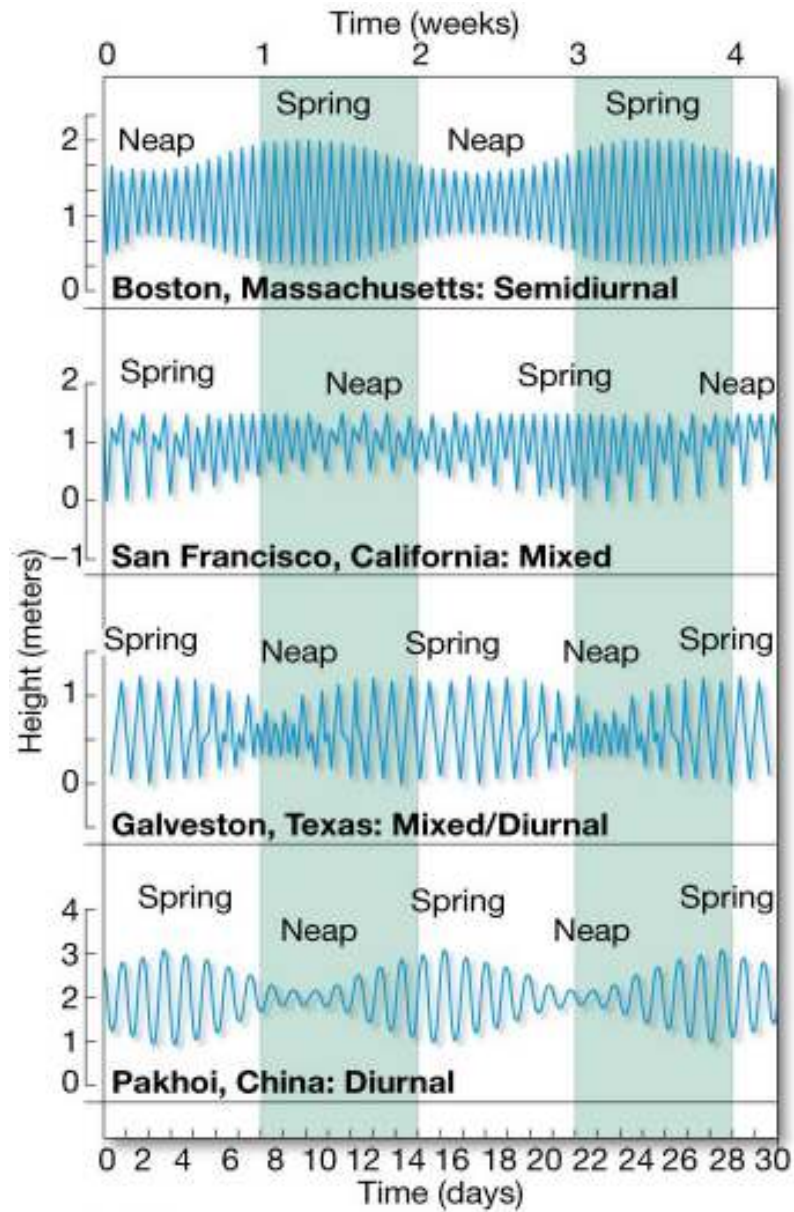 Time (weeks)
0 1 2 3 4
Spring Spring
Neap Neap
2
1
0
Boston, Massachusetts: Semidiurnal
Spring Neap Spring Neap
2
1
0
−1
San Francisco, California: Mixed
Height (meters)
Spring Neap Spring Neap Spring
1
0
Galveston, Texas: Mixed/Diurnal
Spring Neap Spring Neap Spring
4
3
2
1
0
Pakhoi, China: Diurnal
0 2 4 6 8 10 12 14 16 18 20 22 24 26 28 30
Time (days)